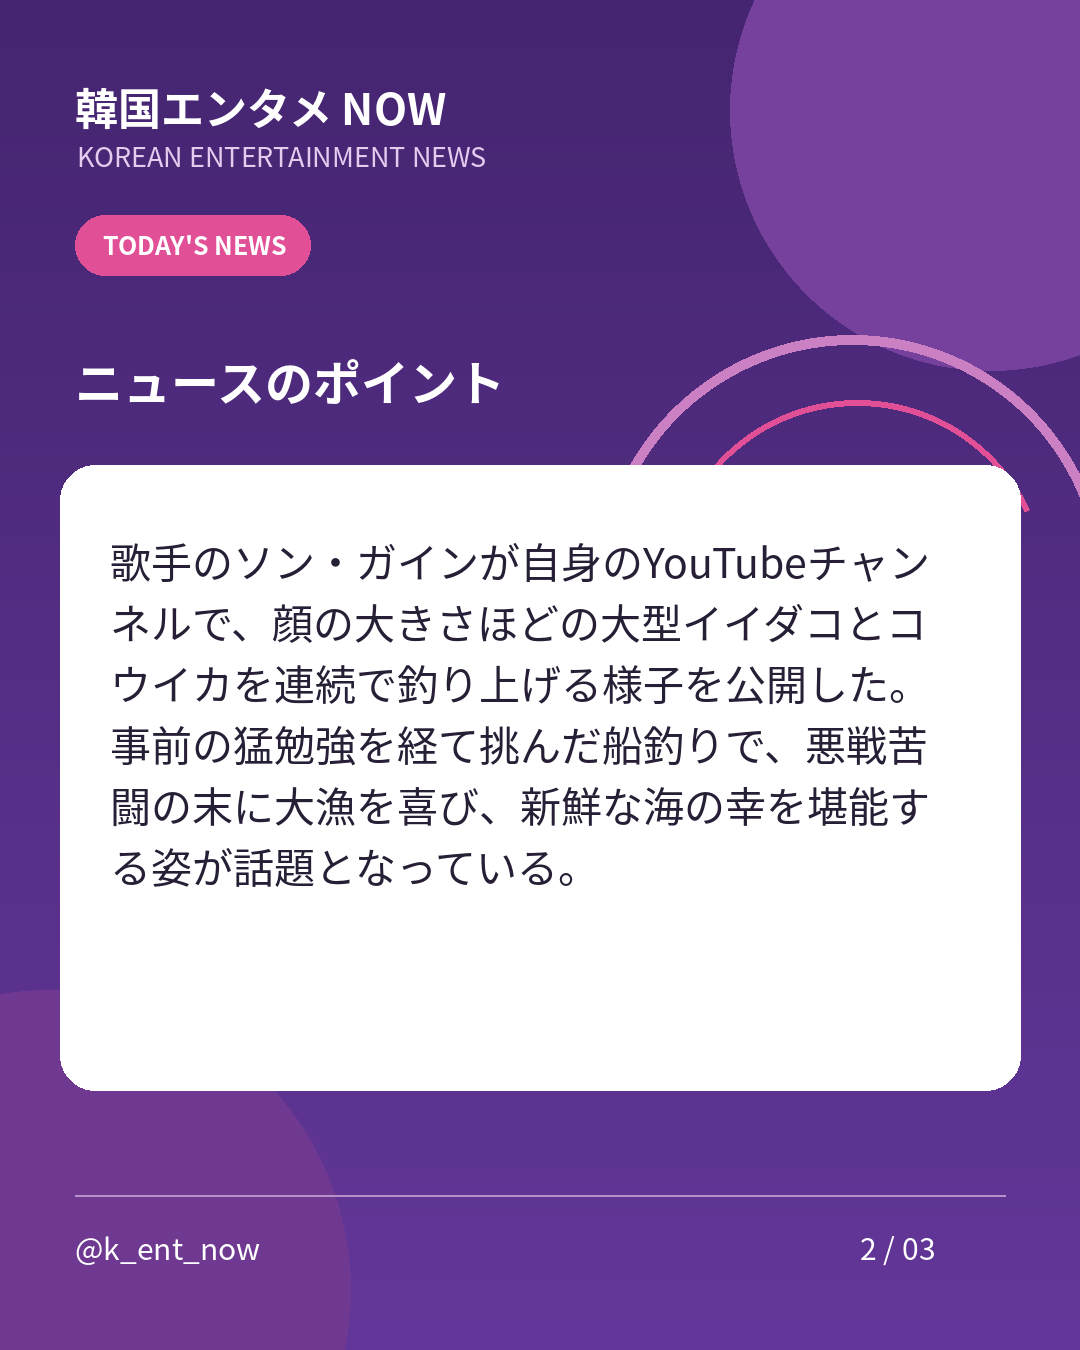 韓国エンタメ NOW
KOREAN ENTERTAINMENT NEWS
TODAY'S NEWS
ニュースのポイント
歌手のソン・ガインが自身のYouTubeチャン
ネルで、顔の大きさほどの大型イイダコとコ
ウイカを連続で釣り上げる様子を公開した。
事前の猛勉強を経て挑んだ船釣りで、悪戦苦
闘の末に大漁を喜び、新鮮な海の幸を堪能す
る姿が話題となっている。
@k_ent_now
2 / 03